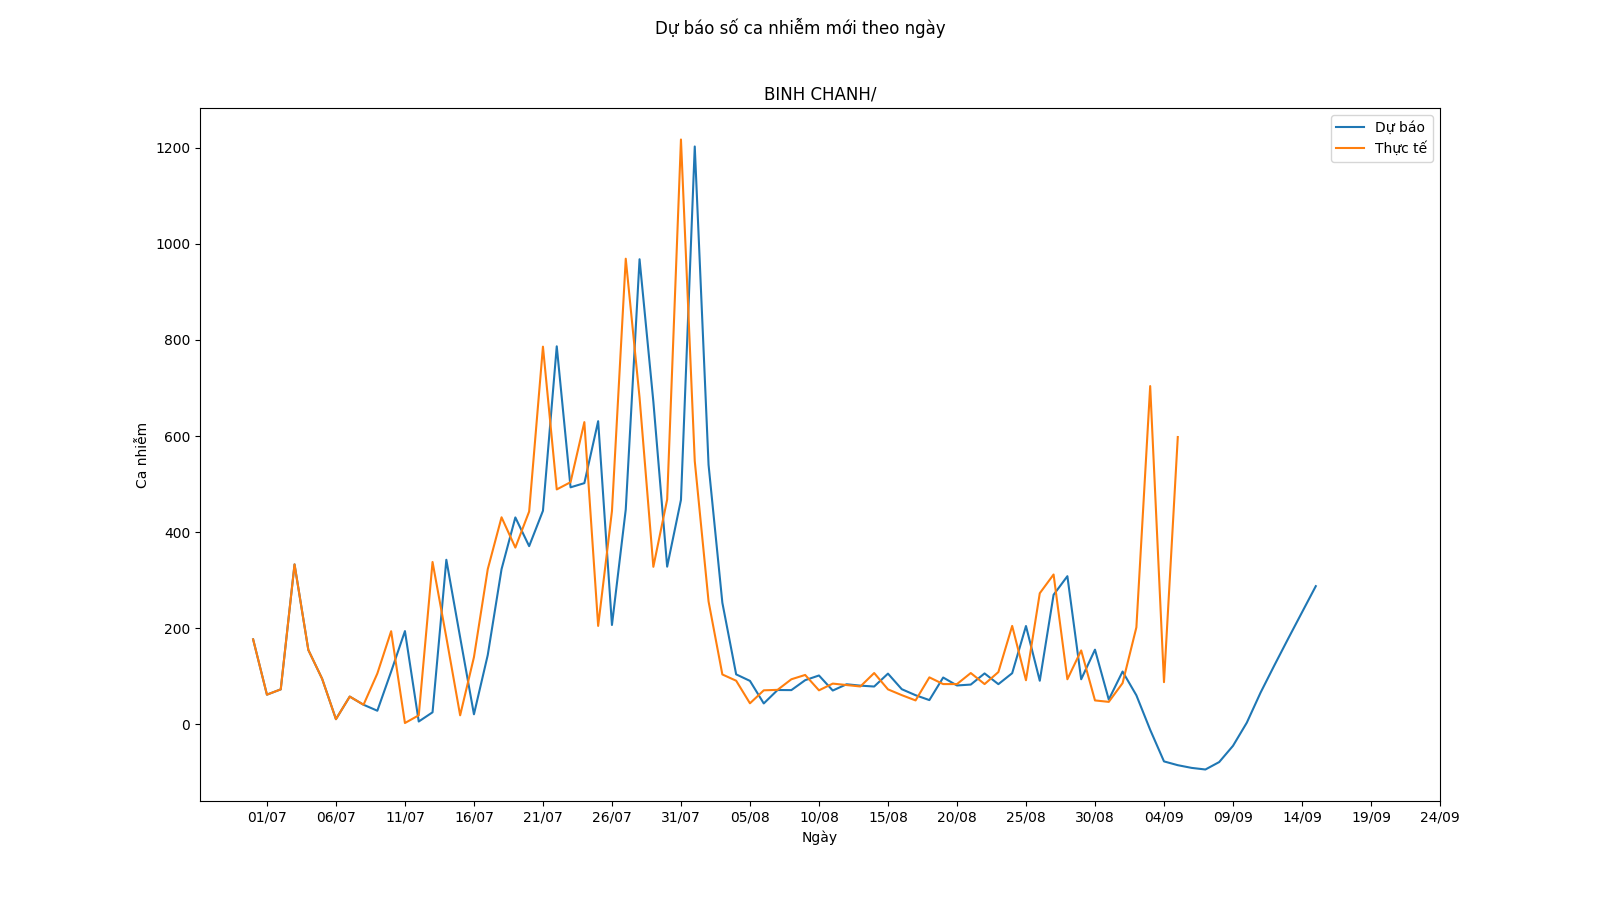 Dự báo số ca nhiễm mới theo ngày
BINH CHANH/
Dự báo
Thực tế
1200
1000
800
600
400
200
0
Ca nhiễm
01/07 06/07 11/07 16/07 21/07 26/07 31/07 05/08 10/08 15/08 20/08 25/08 30/08 04/09 09/09 14/09 19/09 24/09
Ngày